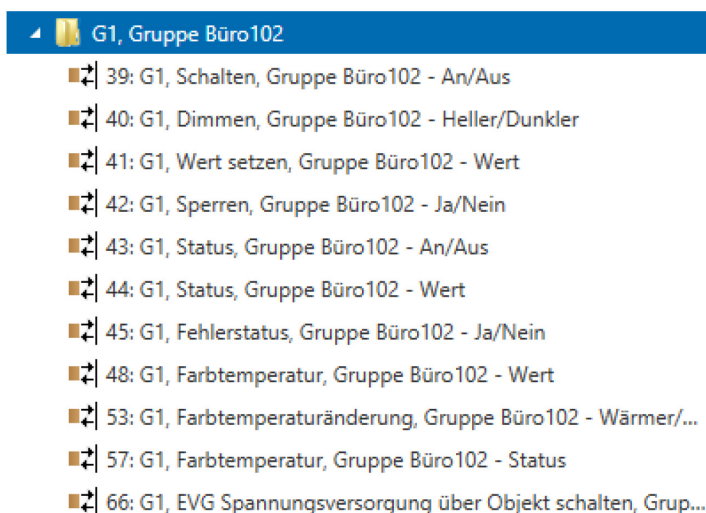 G1, Gruppe Büro102
39: G1, Schalten, Gruppe Büro102 - An/Aus
40: G1, Dimmen, Gruppe Büro102 - Heller/Dunkler
41: G1, Wert setzen, Gruppe Büro102 - Wert
42: G1, Sperren, Gruppe Büro102 - Ja/Nein
43: G1, Status, Gruppe Büro102 - An/Aus
44: G1, Status, Gruppe Büro102 - Wert
45: G1, Fehlerstatus, Gruppe Büro102 - Ja/Nein
48: G1, Farbtemperatur, Gruppe Büro102 - Wert
53: G1, Farbtemperaturänderung, Gruppe Büro102 - Wärmer/...
57: G1, Farbtemperatur, Gruppe Büro102 - Status
66: G1, EVG Spannungsversorgung über Objekt schalten, Grup...